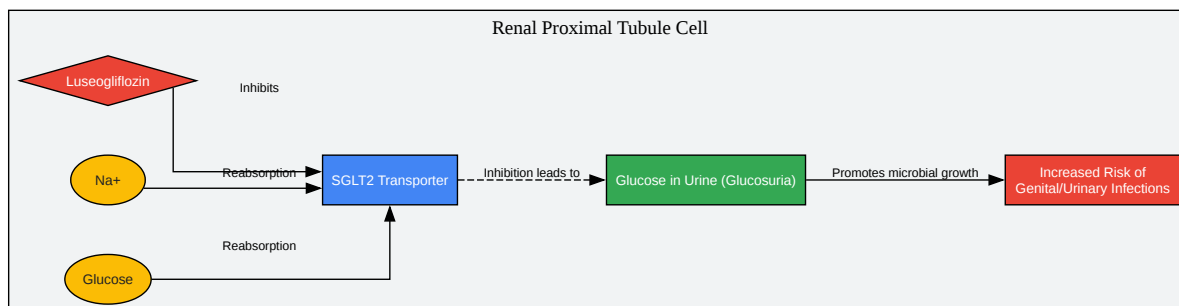 Renal Proximal Tubule Cell
Luseogliflozin
Inhibits
Na+
Reabsorption
SGLT2 Transporter
Inhibition leads to
Glucose in Urine (Glucosuria)
Promotes microbial growth
Increased Risk of
Genital/Urinary Infections
Reabsorption
Glucose